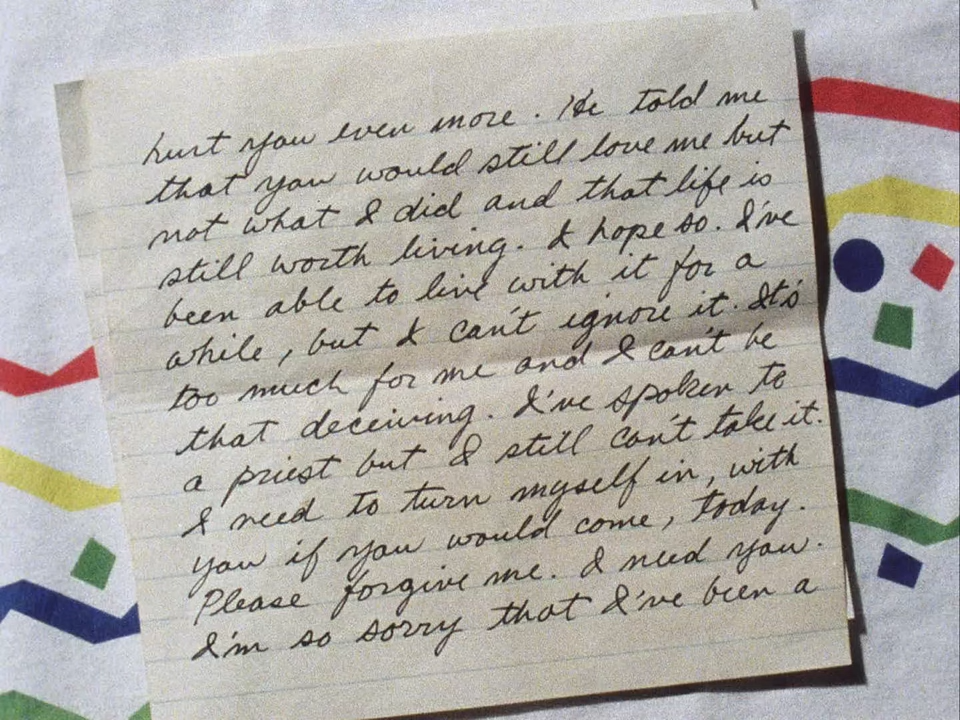 hurt you even more. He told me
that you would still love me but
not what I did and that life is
still worth living. I hope so. I've
been able to live with it for a
while, but I can't ignore it. It's
too much for me and I can't be
that deceiving. I've spoken to
a priest but I still can't take it.
I need to turn myself in, with
you if you would come, today.
Please forgive me. I need you.
I'm so sorry that I've been a